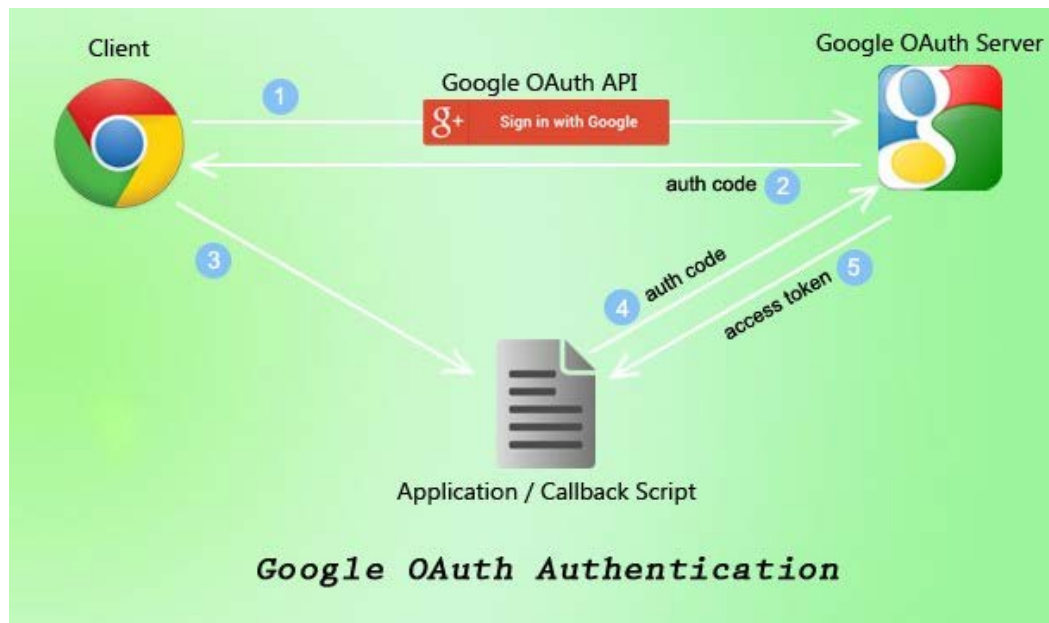 Client
Google OAuth Server
Google OAuth API
1
g+ Sign in with Google
g
auth code 2
3
4 auth code
access token 5
Application / Callback Script
Google OAuth Authentication